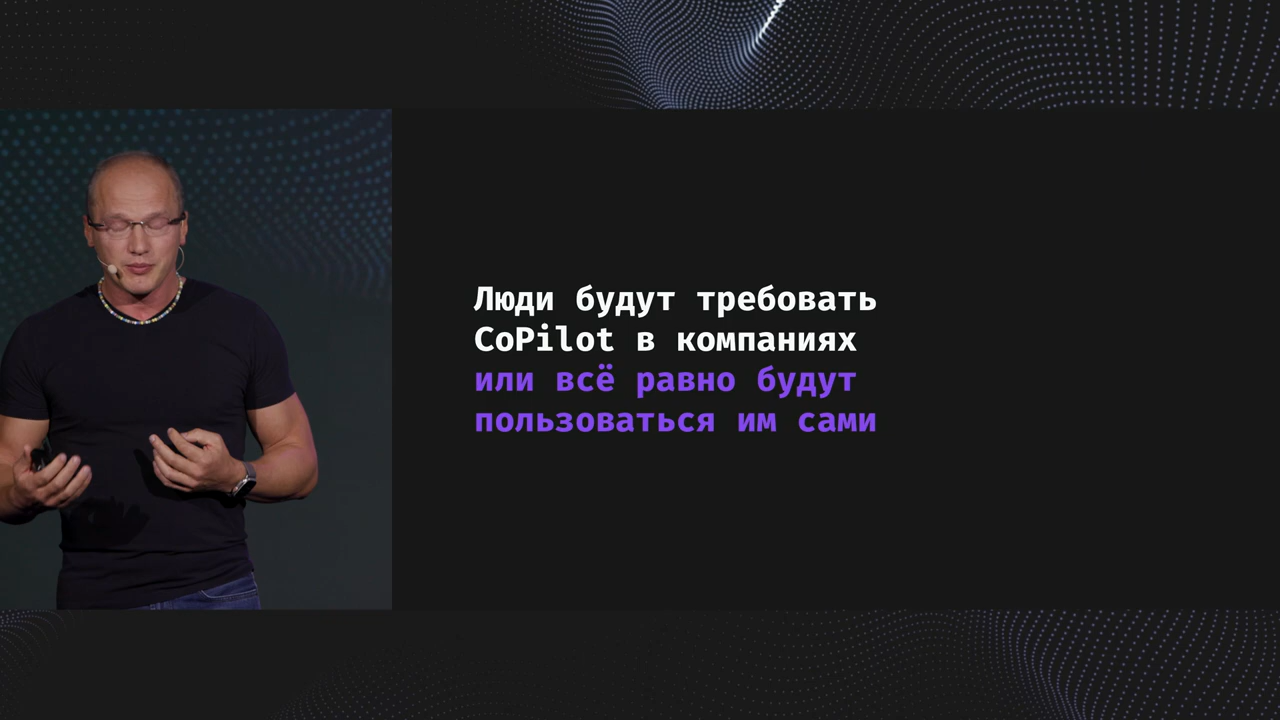 Люди будут требовать
CoPilot в компаниях
или всё равно будут
пользоваться им сами